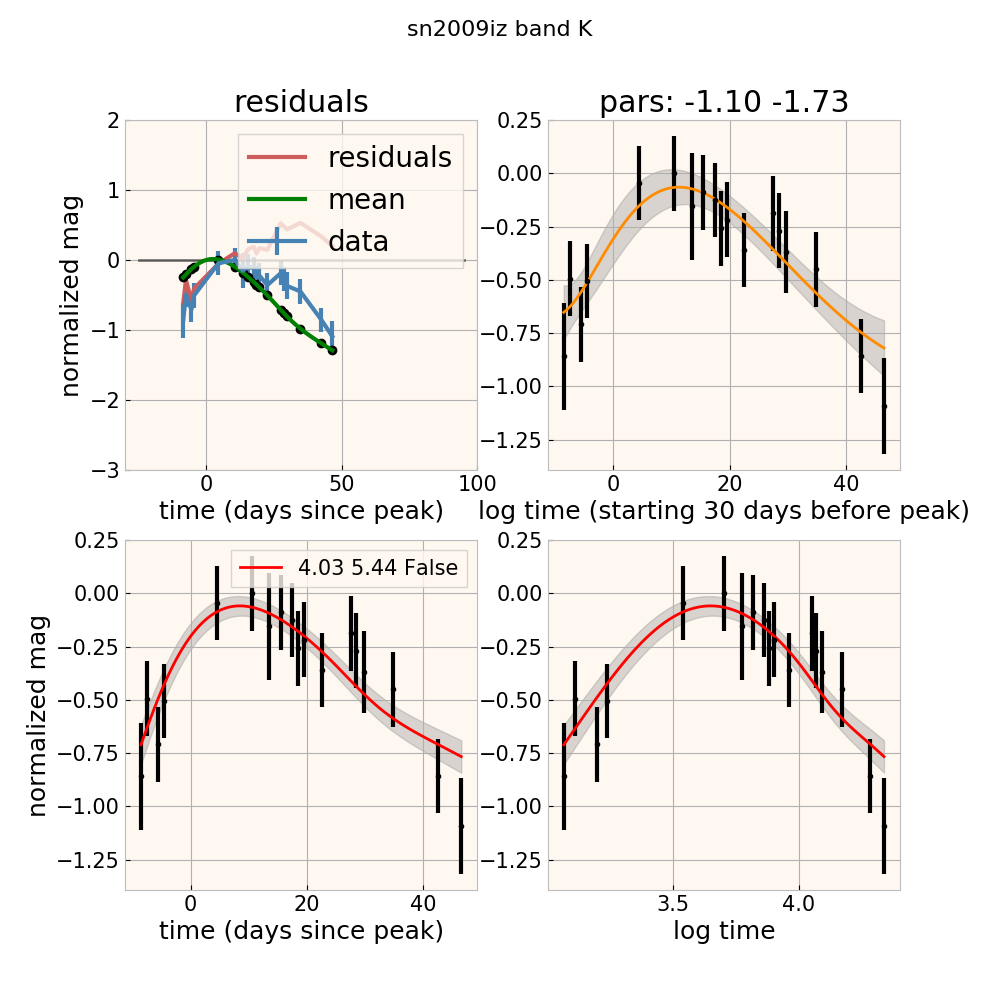 sn2009iz band K
residuals
pars: -1.10 -1.73
normalized mag
2
1
0
−1
−2
−3
residuals
mean
data
0
50
100
time (days since peak)
0.25
0.00
−0.25
−0.50
−0.75
−1.00
−1.25
0
20
40
log time (starting 30 days before peak)
normalized mag
0.25
0.00
−0.25
−0.50
−0.75
−1.00
−1.25
4.03 5.44 False
0
20
40
time (days since peak)
0.25
0.00
−0.25
−0.50
−0.75
−1.00
−1.25
3.5
4.0
log time